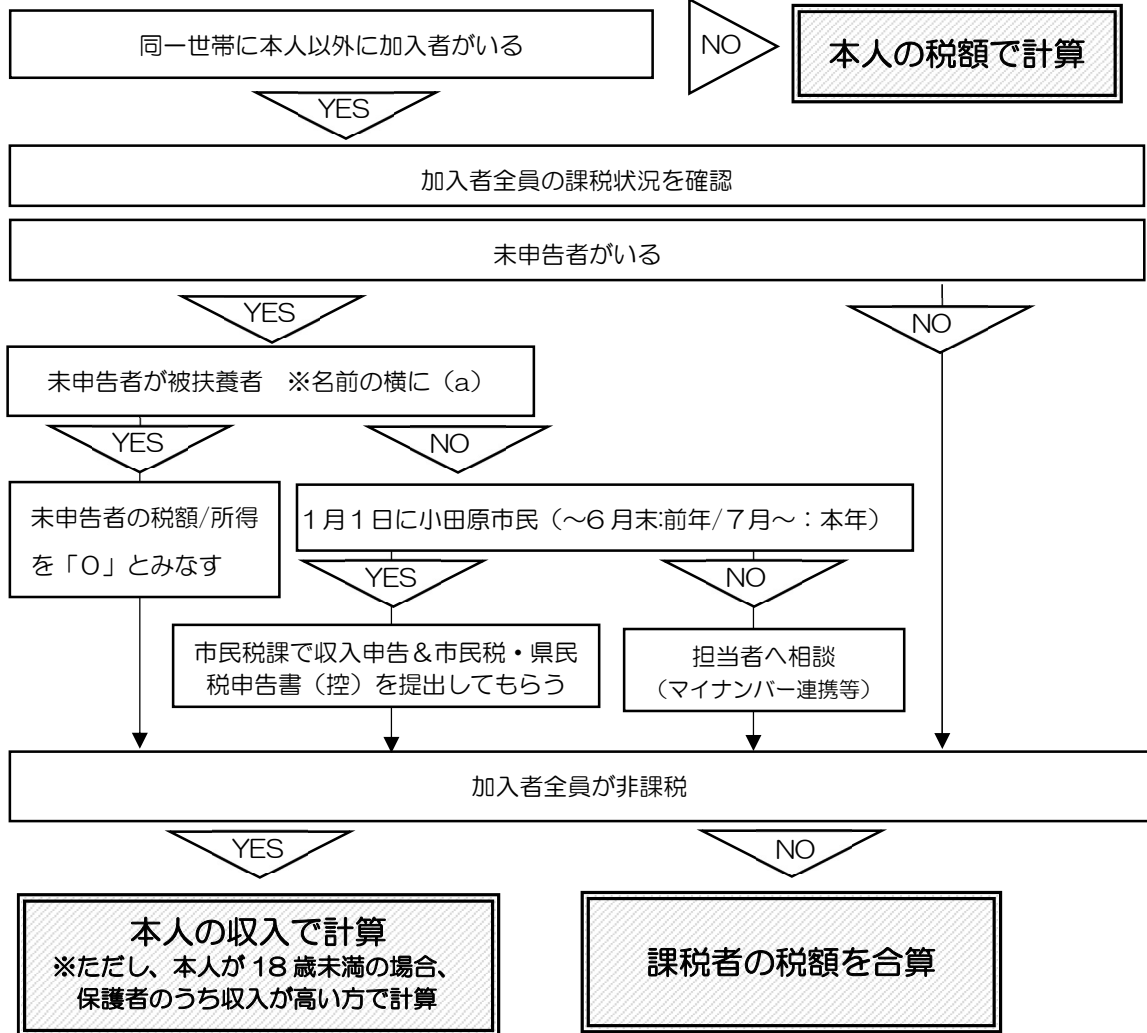 同一世帯に本人以外に加入者がいる
NO
本人の税額で計算
YES
加入者全員の課税状況を確認
未申告者がいる
YES
NO
未申告者が被扶養者　※名前の横に（a）
YES
NO
未申告者の税額/所得
を「０」とみなす
１月１日に小田原市民（～６月末:前年/７月～：本年）
YES
NO
市民税課で収入申告＆市民税・県民
税申告書（控）を提出してもらう
担当者へ相談
（マイナンバー連携等）
加入者全員が非課税
YES
NO
本人の収入で計算
※ただし、本人が 18 歳未満の場合、
保護者のうち収入が高い方で計算
課税者の税額を合算